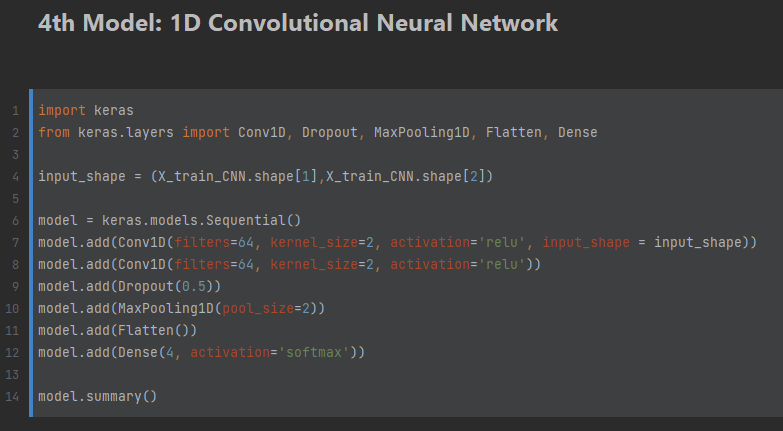 4th Model: 1D Convolutional Neural Network
1 import keras
2 from keras.layers import Conv1D, Dropout, MaxPooling1D, Flatten, Dense
3
4 input_shape = (X_train_CNN.shape[1],X_train_CNN.shape[2])
5
6 model = keras.models.Sequential()
7 model.add(Conv1D(filters=64, kernel_size=2, activation='relu', input_shape = input_shape))
8 model.add(Conv1D(filters=64, kernel_size=2, activation='relu'))
9 model.add(Dropout(0.5))
10 model.add(MaxPooling1D(pool_size=2))
11 model.add(Flatten())
12 model.add(Dense(4, activation='softmax'))
13
14 model.summary()